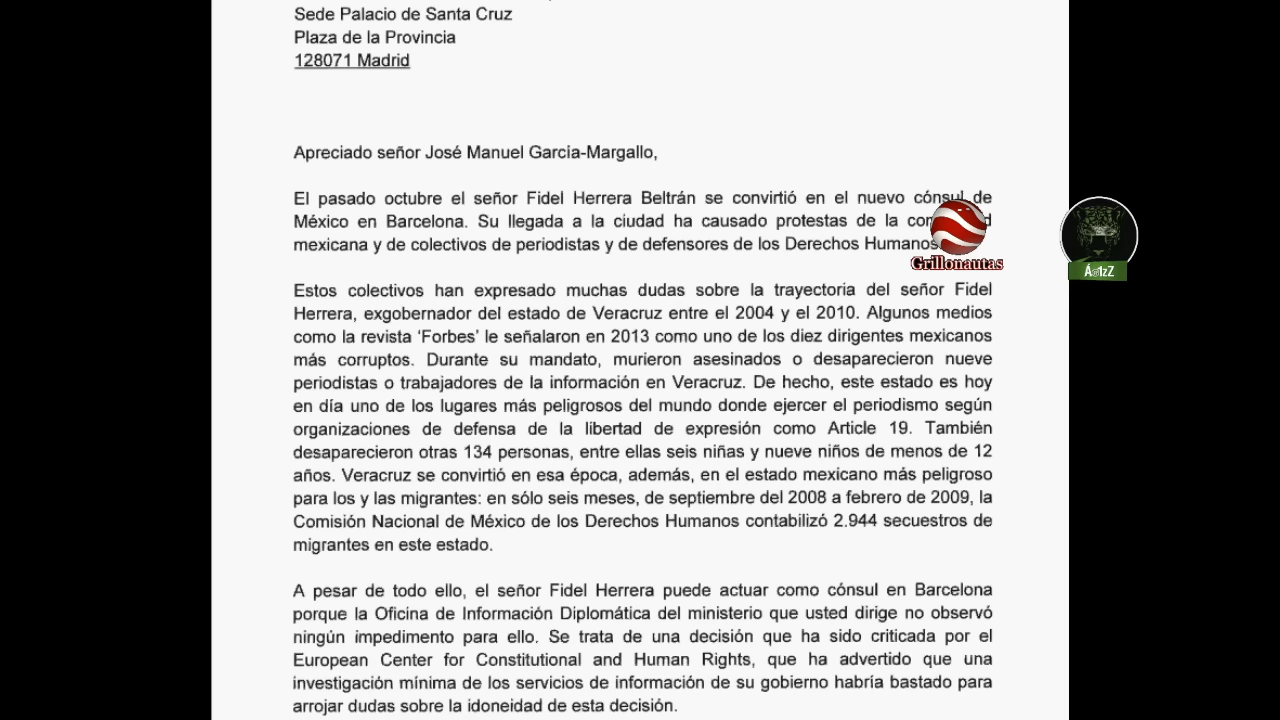 Sede Palacio de Santa Cruz
Plaza de la Provincia
128071 Madrid
Apreciado señor José Manuel García-Margallo,
El pasado octubre el señor Fidel Herrera Beltrán se convirtió en el nuevo cónsul de
México en Barcelona. Su llegada a la ciudad ha causado protestas de la
mexicana y de colectivos de periodistas y de defensores de los Derechos Humanos
Grillonautas
Estos colectivos han expresado muchas dudas sobre la trayectoria del señor Fidel
Herrera, exgobernador del estado de Veracruz entre el 2004 y el 2010. Algunos medios
como la revista ‘Forbes’ le señalaron en 2013 como uno de los diez dirigentes mexicanos
más corruptos. Durante su mandato, murieron asesinados o desaparecieron nueve
periodistas o trabajadores de la información en Veracruz. De hecho, este estado es hoy
en día uno de los lugares más peligrosos del mundo donde ejercer el periodismo según
organizaciones de defensa de la libertad de expresión como Article 19. También
desaparecieron otras 134 personas, entre ellas seis niñas y nueve niños de menos de 12
años. Veracruz se convirtió en esa época, además, en el estado mexicano más peligroso
para los y las migrantes: en sólo seis meses, de septiembre del 2008 a febrero de 2009, la
Comisión Nacional de México de los Derechos Humanos contabilizó 2.944 secuestros de
migrantes en este estado.
A pesar de todo ello, el señor Fidel Herrera puede actuar como cónsul en Barcelona
porque la Oficina de Información Diplomática del ministerio que usted dirige no observó
ningún impedimento para ello. Se trata de una decisión que ha sido criticada por el
European Center for Constitutional and Human Rights, que ha advertido que una
investigación mínima de los servicios de información de su gobierno habría bastado para
arrojar dudas sobre la idoneidad de esta decisión.